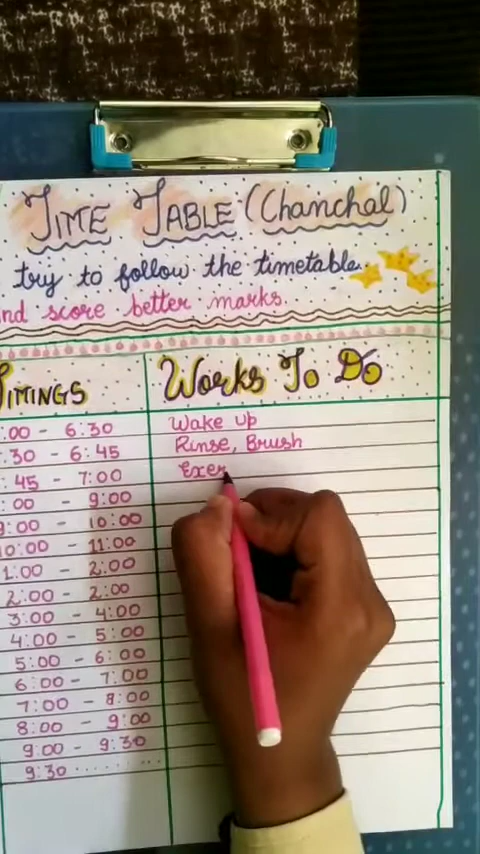 TIME TABLE (Chanchal)
try to follow the timetable..
nd score better marks.
TIMINGS Works To Do
:00 - 6:30 Wake up
:30 - 6:45 Rinse, Brush
:45 - 7:00 Exer
:00 - 9:00
9:00 - 10:00
10:00 - 11:00
1:00 - 2:00
2:00 - 2:00
3:00 - 4:00
4:00 - 5:00
5:00 - 6:00
6:00 - 7:00
7:00 - 8:00
8:00 - 9:00
9:00 - 9:30
9:30 ............